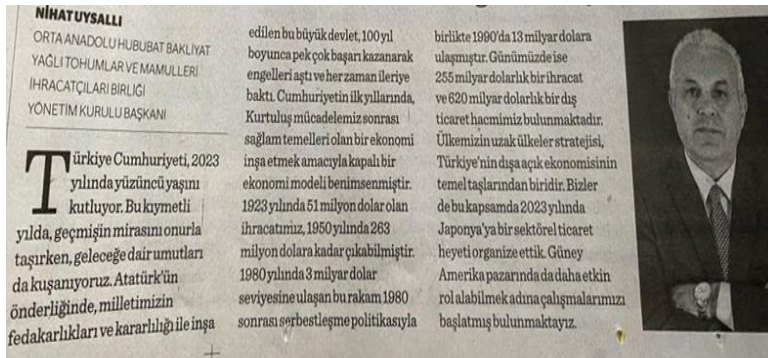 NİHAT UYSALLI
ORTA ANADOLU HUBUBAT BAKLİYAT
YAĞLI TOHUMLAR VE MAMULLERİ
İHRACATÇILARI BİRLİĞİ
YÖNETİM KURULU BAŞKANI
Türkiye Cumhuriyeti, 2023
yılında yüzüncü yaşını
kutluyor. Bu kıymetli
yılda, geçmişin mirasını onurla
taşırken, geleceğe dair umutları
da kuşanıyoruz. Atatürk'ün
önderliğinde, milletimizin
fedakarlıkları ve kararlılığı ile inşa
edilen bu büyük devlet, 100 yıl
boyunca pek çok başarı kazanarak
engelleri aştı ve her zaman ileriye
baktı. Cumhuriyetin ilk yıllarında,
Kurtuluş mücadelemiz sonrası
sağlam temelleri olan bir ekonomi
inşa etmek amacıyla kapalı bir
ekonomi modeli benimsenmiştir.
1923 yılında 51 milyon dolar olan
ihracatımız, 1950 yılında 263
milyon dolara kadar çıkabilmiştir.
1980 yılında 3 milyar dolar
seviyesine ulaşan bu rakam 1980
sonrası serbestleşme politikasıyla
birlikte 1990'da 13 milyar dolara
ulaşmıştır. Günümüzde ise
255 milyar dolarlık bir ihracat
ve 620 milyar dolarlık bir dış
ticaret hacmimiz bulunmaktadır.
Ülkemizin uzak ülkeler stratejisi,
Türkiye'nin dışa açık ekonomisinin
temel taşlarından biridir. Bizler
de bu kapsamda 2023 yılında
Japonya'ya bir sektörel ticaret
heyeti organize ettik. Güney
Amerika pazarında da daha etkin
rol alabilmek adına çalışmalarımızı
başlatmış bulunmaktayız.